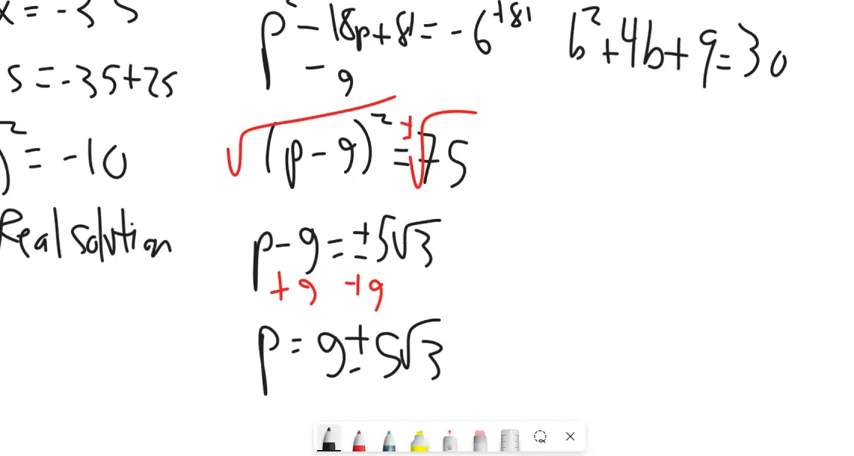 x = -35
5 = -35+25
)² = -10
Real solution
p² - 18p + 81 = -6 +81
-9
√(p - 9)² = ±√75
p - 9 = ±5√3
+9 +9
p = 9 ± 5√3
b² + 4b + 9 = 30